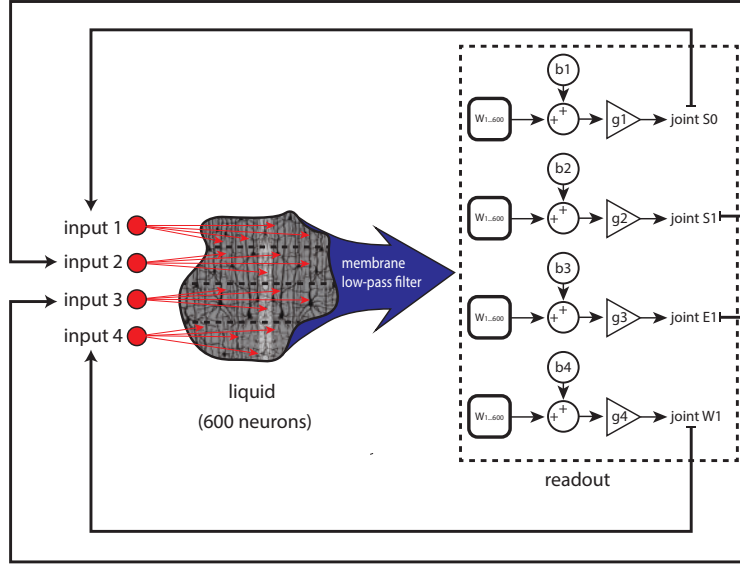 b1
W1...600
+
+
g1
joint S0
b2
W1...600
+
+
g2
joint S1
b3
W1...600
+
+
g3
joint E1
b4
W1...600
+
+
g4
joint W1
readout
input 1
input 2
input 3
input 4
membrane
low-pass filter
liquid
(600 neurons)